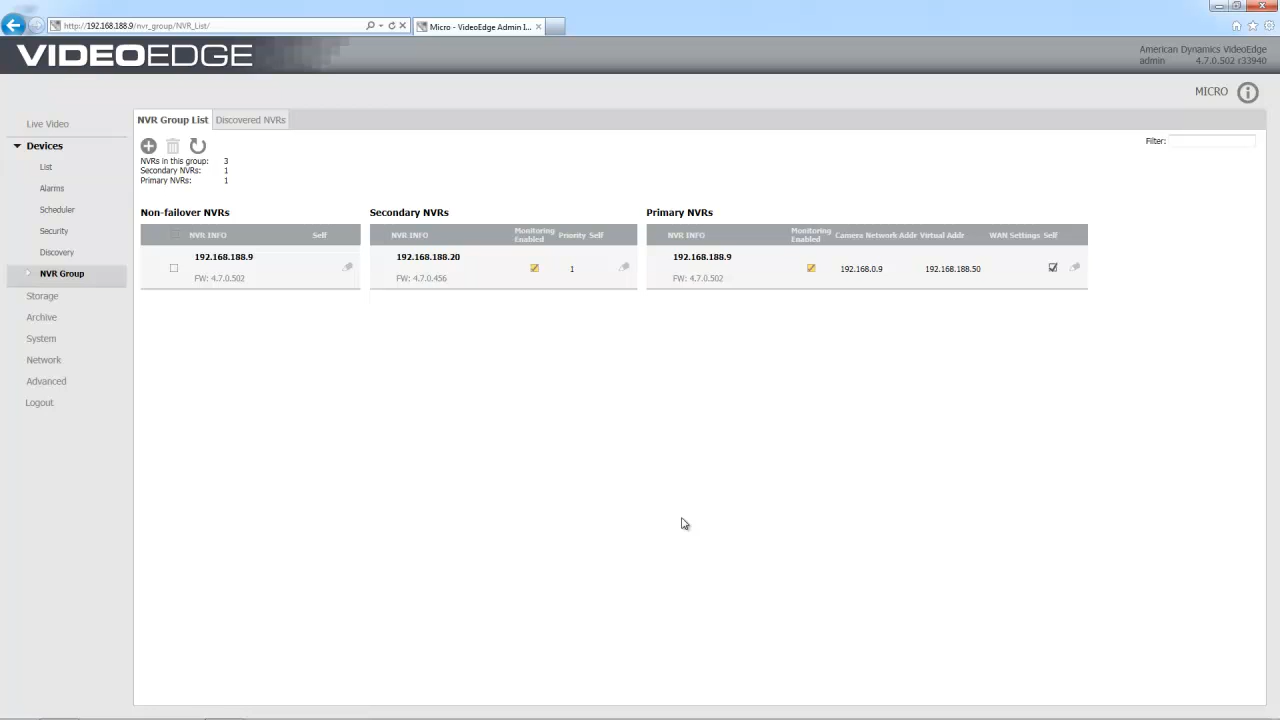 http://192.168.188.9/nvr_group/NVR_List/
Micro - VideoEdge Admin I...
VIDEOEDGE
American Dynamics VideoEdge
admin 4.7.0.502 r33940
MICRO
Live Video
Devices
List
Alarms
Scheduler
Security
Discovery
NVR Group
Storage
Archive
System
Network
Advanced
Logout
NVR Group List Discovered NVRs
Filter:
NVRs in this group: 3
Secondary NVRs: 1
Primary NVRs: 1
Non-failover NVRs
NVR INFO Self
192.168.188.9
FW: 4.7.0.502
Secondary NVRs
NVR INFO Monitoring Enabled Priority Self
192.168.188.20
1
FW: 4.7.0.456
Primary NVRs
NVR INFO Monitoring Enabled Camera Network Addr Virtual Addr WAN Settings Self
192.168.188.9
192.168.0.9 192.168.188.50
FW: 4.7.0.502